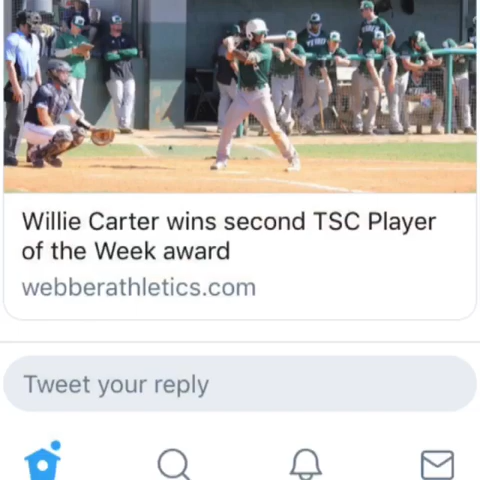 Willie Carter wins second TSC Player
of the Week award
webberathletics.com
Tweet your reply